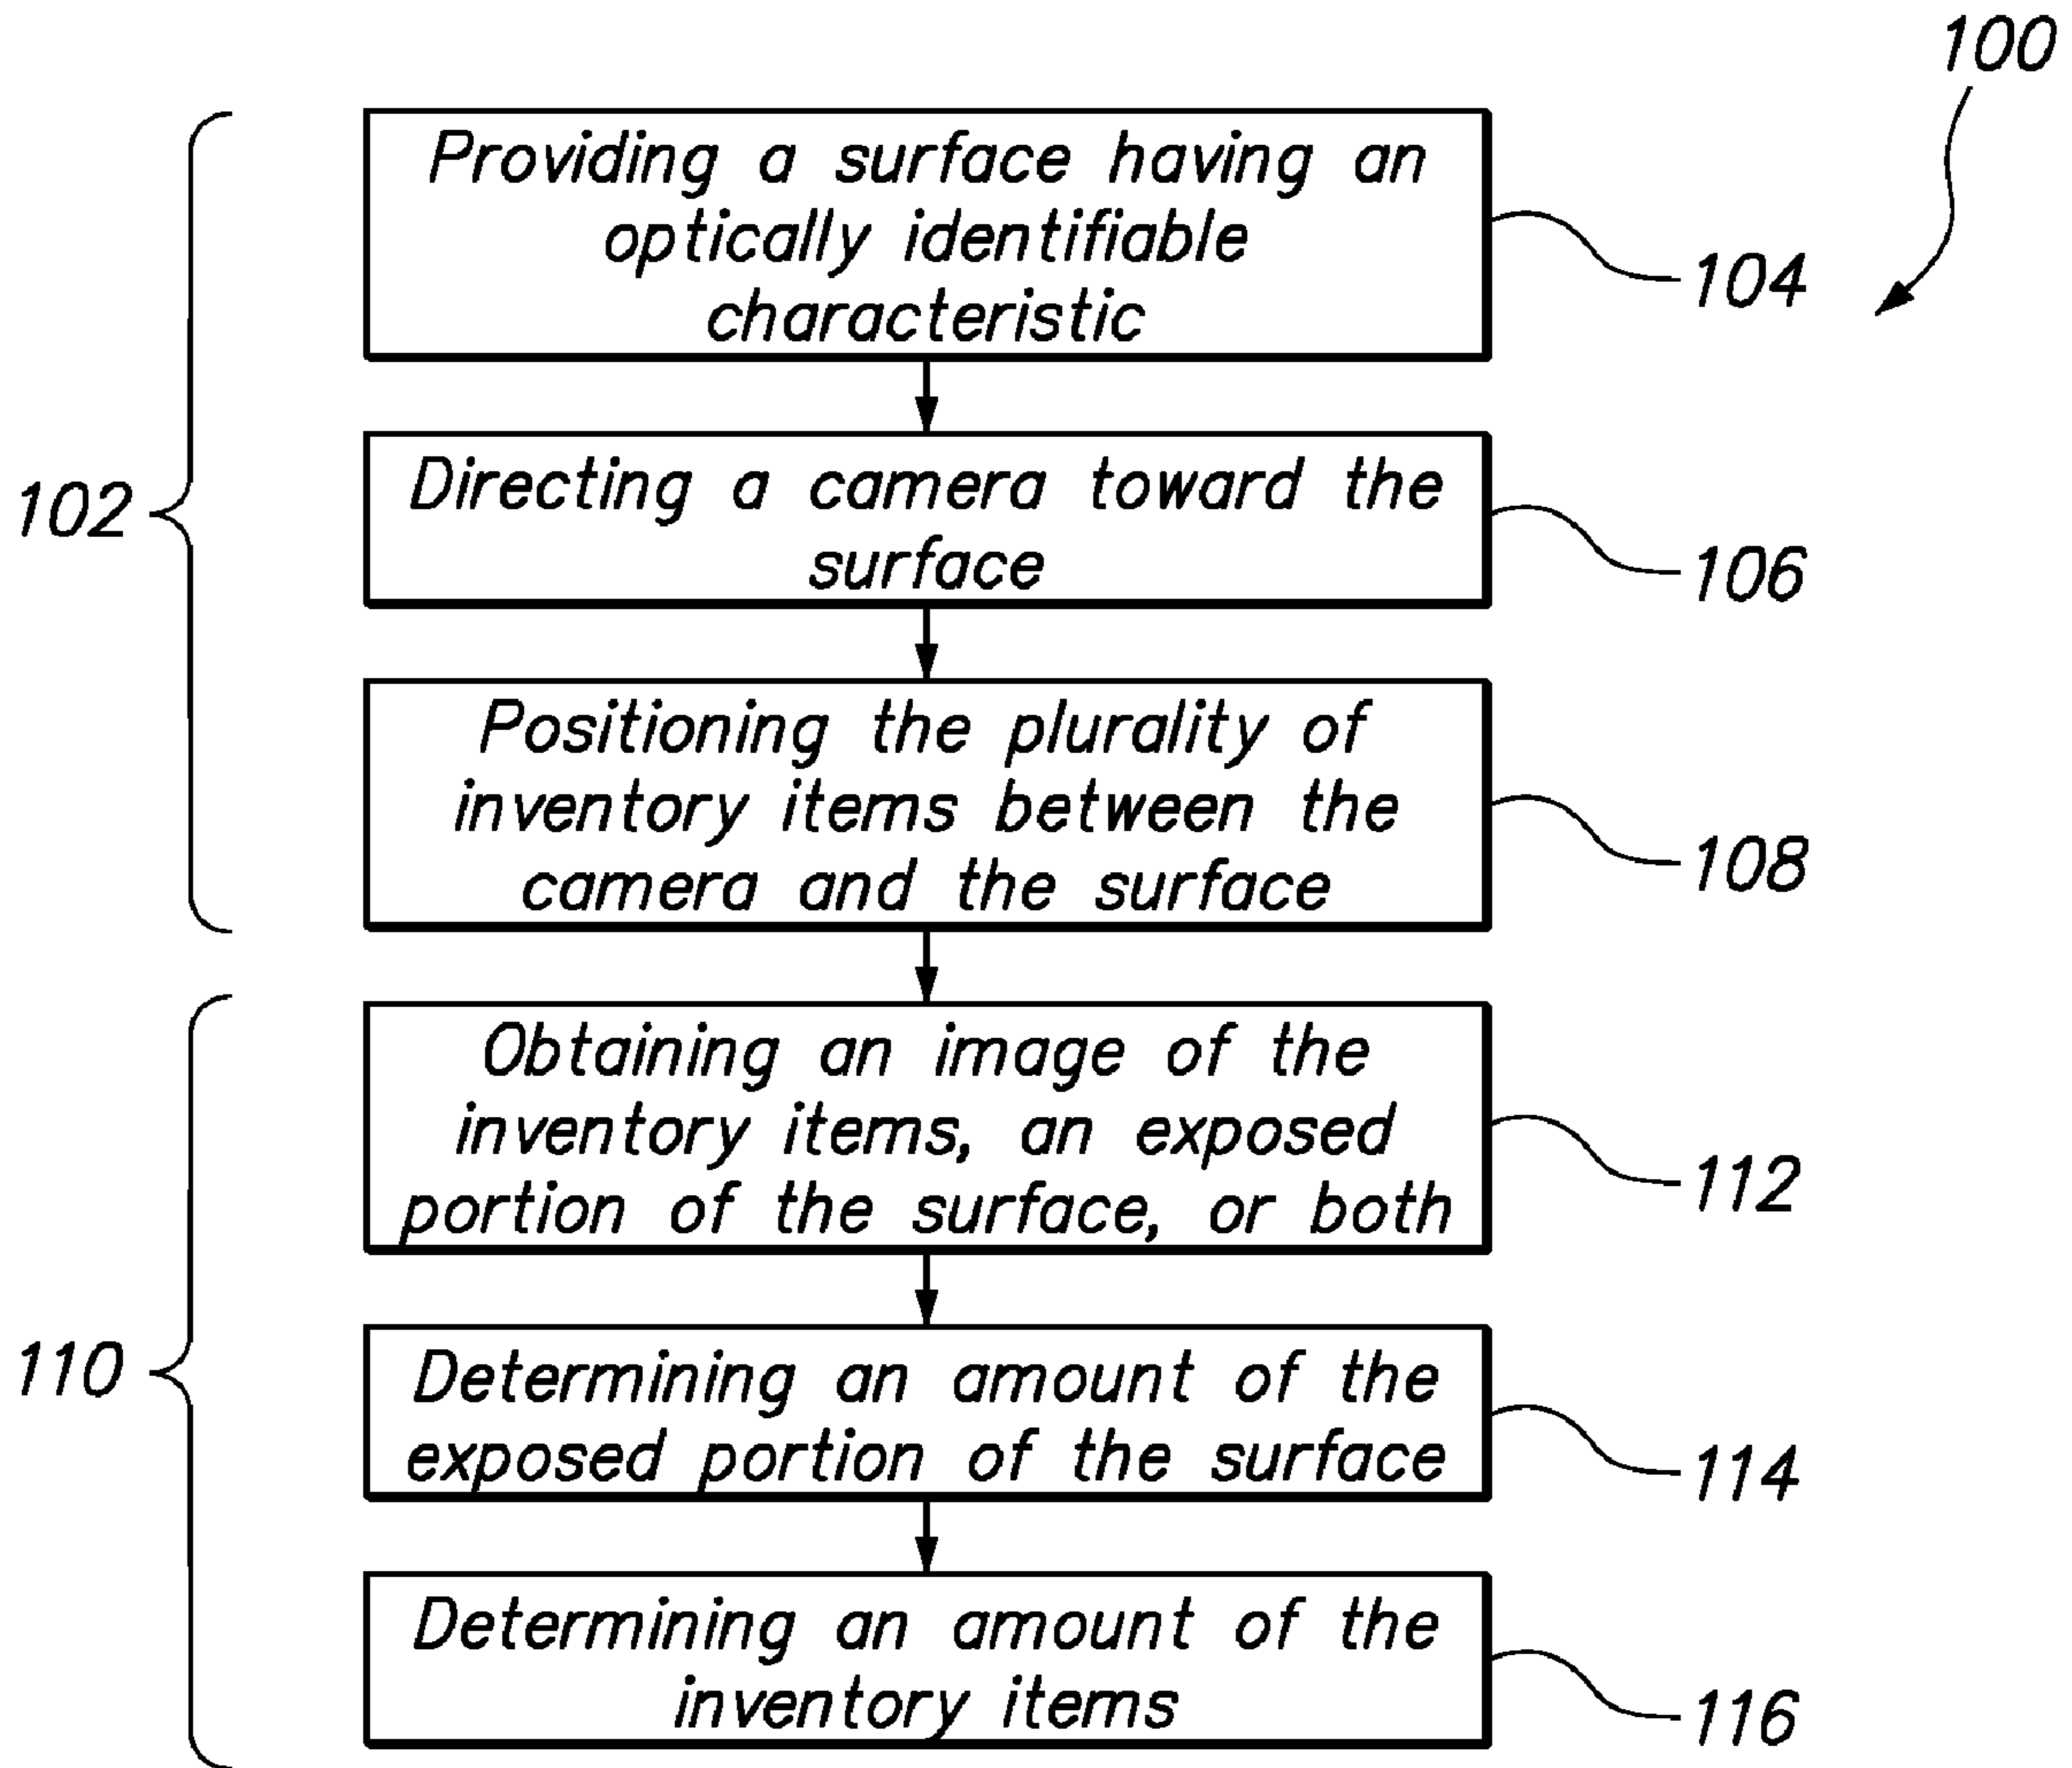 100
Providing a surface having an
optically identifiable
characteristic
104
102
Directing a camera toward the
surface
106
Positioning the plurality of
inventory items between the
camera and the surface
108
110
Obtaining an image of the
inventory items, an exposed
portion of the surface, or both
112
Determining an amount of the
exposed portion of the surface
114
Determining an amount of the
inventory items
116